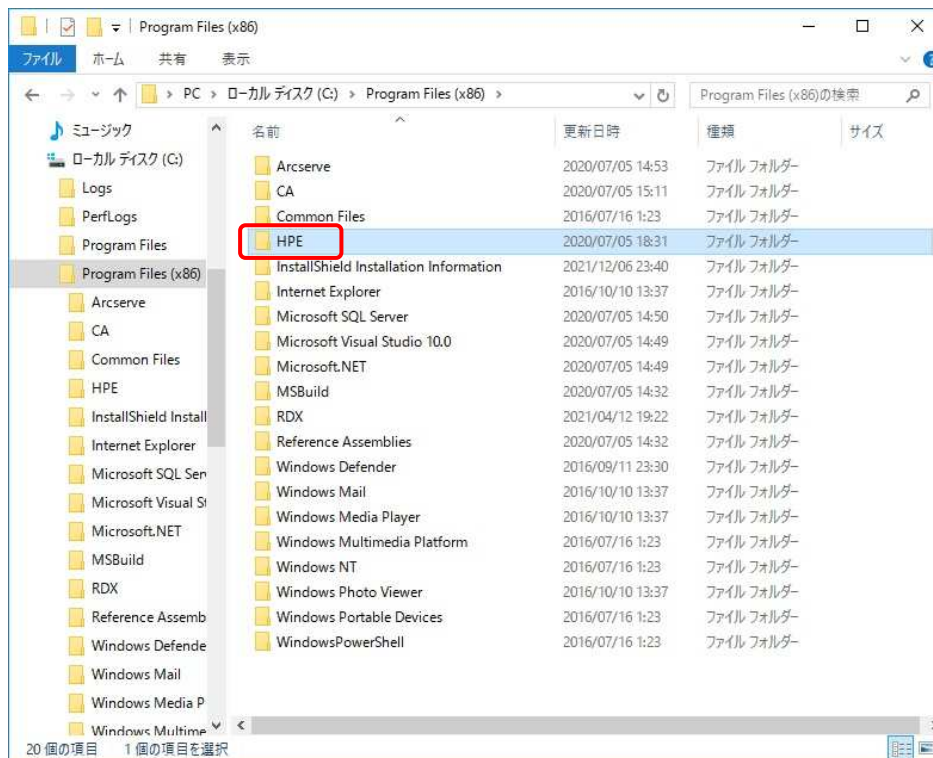 Program Files (x86)
ファイル ホーム 共有 表示
PC ローカル ディスク (C:) Program Files (x86) Program Files (x86)の検索
ミュージック
ローカル ディスク (C:)
Logs
PerfLogs
Program Files
Program Files (x86)
Arcserve
CA
Common Files
HPE
InstallShield Install
Internet Explorer
Microsoft SQL Serv
Microsoft Visual St
Microsoft.NET
MSBuild
RDX
Reference Assemb
Windows Defende
Windows Mail
Windows Media P
Windows Multime
名前 更新日時 種類 サイズ
Arcserve 2020/07/05 14:53 ファイル フォルダー
CA 2020/07/05 15:11 ファイル フォルダー
Common Files 2016/07/16 1:23 ファイル フォルダー
HPE 2020/07/05 18:31 ファイル フォルダー
InstallShield Installation Information 2021/12/06 23:40 ファイル フォルダー
Internet Explorer 2016/10/10 13:37 ファイル フォルダー
Microsoft SQL Server 2020/07/05 14:50 ファイル フォルダー
Microsoft Visual Studio 10.0 2020/07/05 14:49 ファイル フォルダー
Microsoft.NET 2020/07/05 14:49 ファイル フォルダー
MSBuild 2020/07/05 14:32 ファイル フォルダー
RDX 2021/04/12 19:22 ファイル フォルダー
Reference Assemblies 2020/07/05 14:32 ファイル フォルダー
Windows Defender 2016/09/11 23:30 ファイル フォルダー
Windows Mail 2016/10/10 13:37 ファイル フォルダー
Windows Media Player 2016/10/10 13:37 ファイル フォルダー
Windows Multimedia Platform 2016/07/16 1:23 ファイル フォルダー
Windows NT 2016/07/16 1:23 ファイル フォルダー
Windows Photo Viewer 2016/10/10 13:37 ファイル フォルダー
Windows Portable Devices 2016/07/16 1:23 ファイル フォルダー
WindowsPowerShell 2016/07/16 1:23 ファイル フォルダー
20 個の項目 1 個の項目を選択